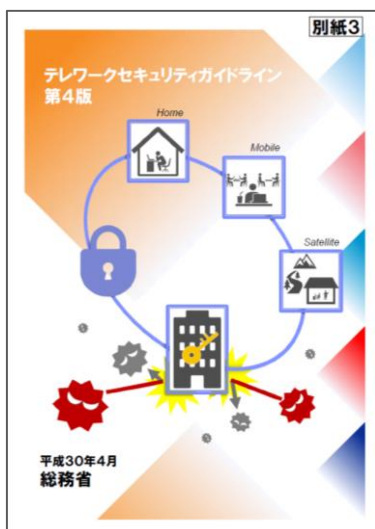 別紙3
テレワークセキュリティガイドライン
第4版
Home
Mobile
Satellite
平成30年4月
総務省